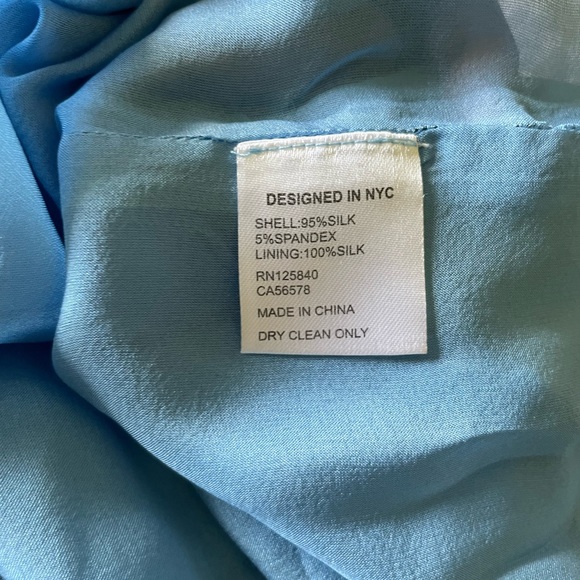 DESIGNED IN NYC
SHELL:95%SILK
5%SPANDEX
LINING:100%SILK
RN125840
CA56578
MADE IN CHINA
DRY CLEAN ONLY